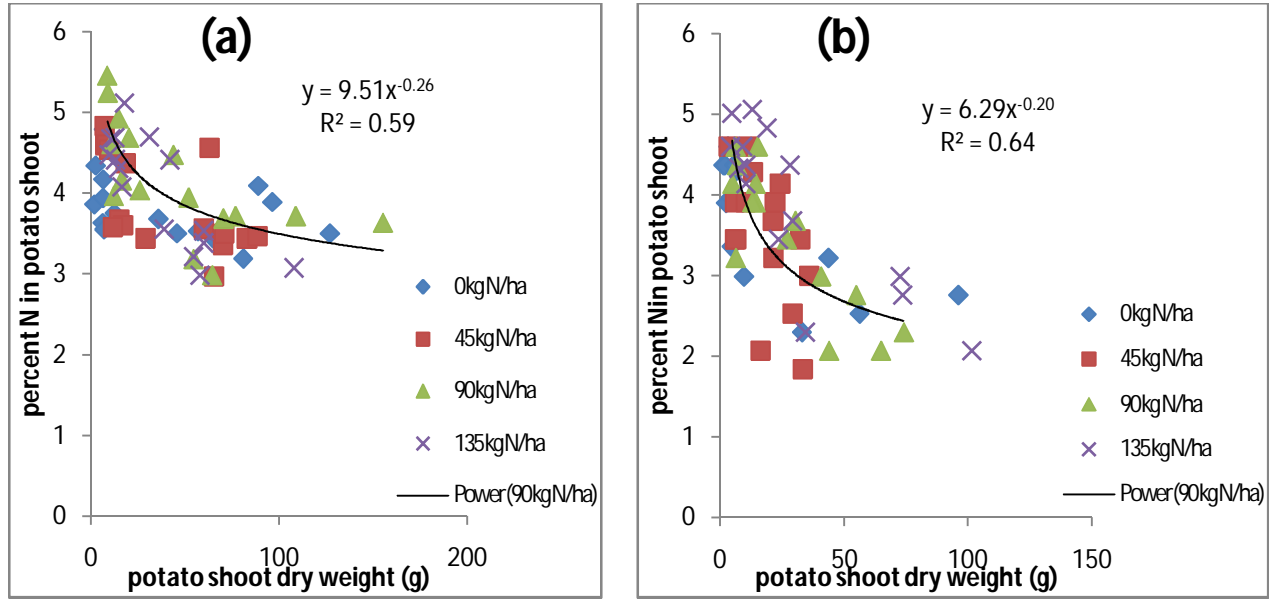 (a)
y = 9.51x-0.26
R² = 0.59
percent N in potato shoot
6
5
4
3
2
1
0
0
100
200
potato shoot dry weight (g)
0kgN/ha
45kgN/ha
90kgN/ha
135kgN/ha
Power(90kgN/ha)
(b)
y = 6.29x-0.20
R² = 0.64
percent Nin potato shoot
6
5
4
3
2
1
0
0
50
100
150
potato shoot dry weight (g)
0kgN/ha
45kgN/ha
90kgN/ha
135kgN/ha
Power(90kgN/ha)